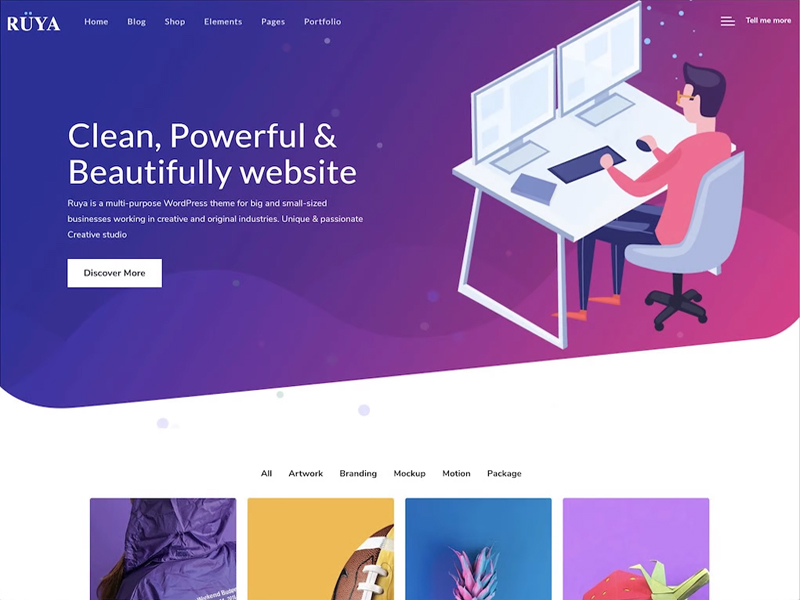 RÜYA
Home Blog Shop Elements Pages Portfolio
Tell me more
Clean, Powerful &
Beautifully website
Ruya is a multi-purpose WordPress theme for big and small-sized
businesses working in creative and original industries. Unique & passionate
Creative studio
Discover More
All Artwork Branding Mockup Motion Package
Weekend